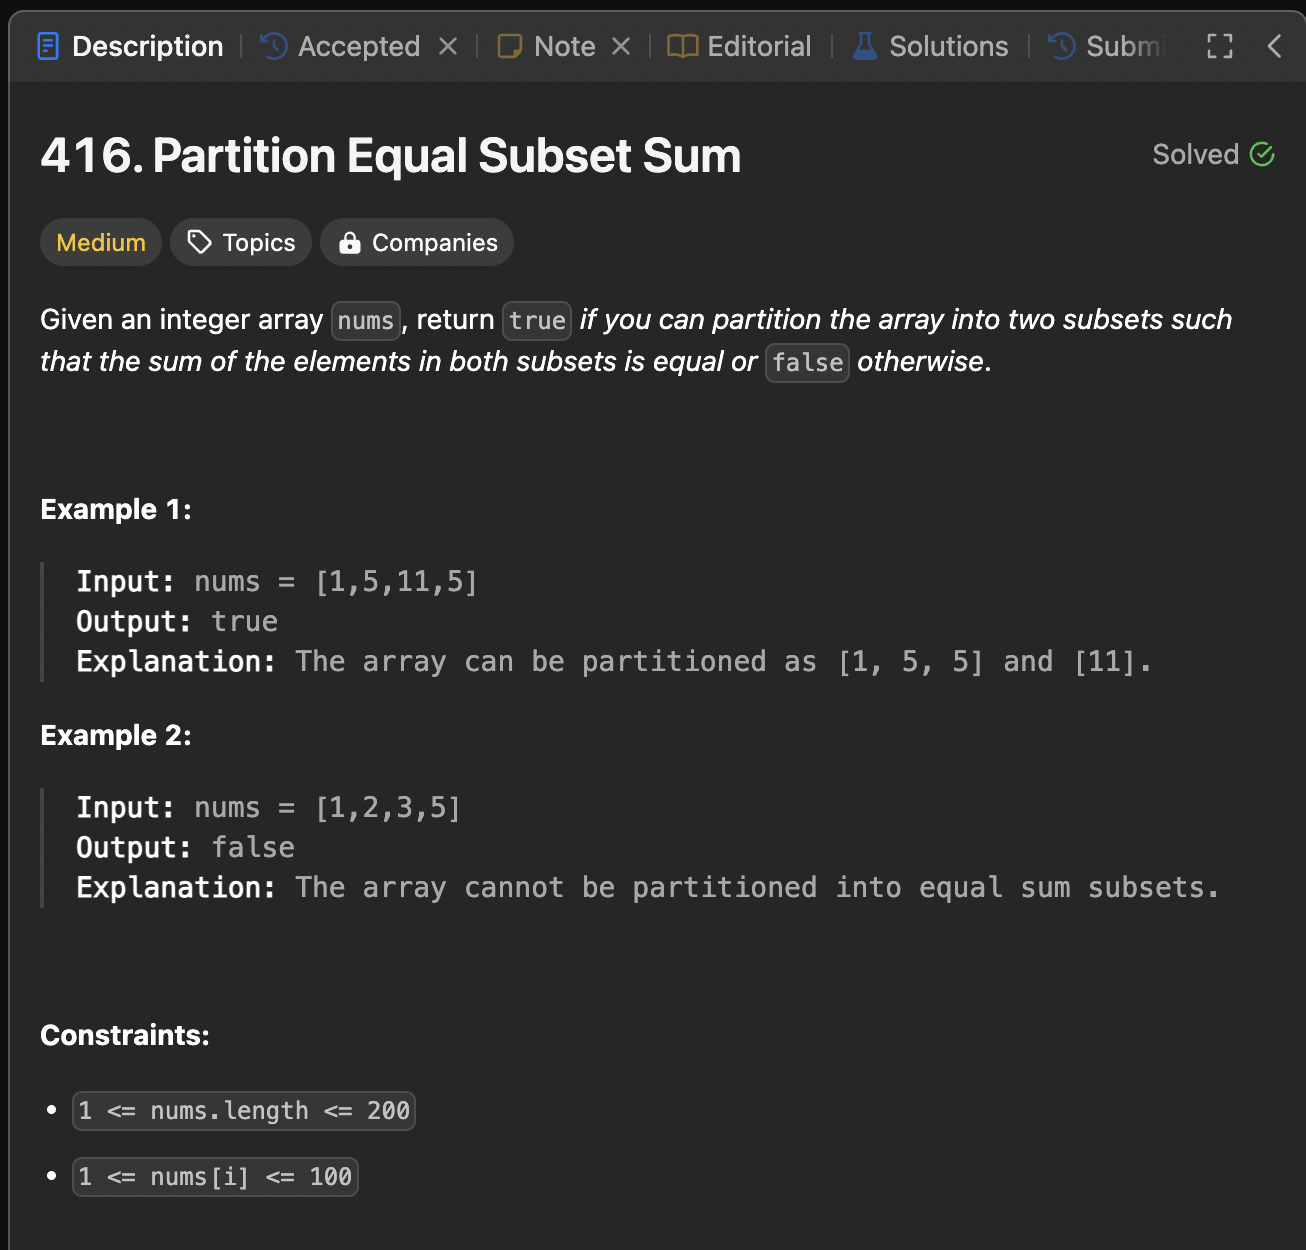 Description Accepted Note Editorial Solutions Submi
416. Partition Equal Subset Sum
Solved
Medium Topics Companies
Given an integer array nums, return true if you can partition the array into two subsets such
that the sum of the elements in both subsets is equal or false otherwise.
Example 1:
Input: nums = [1,5,11,5]
Output: true
Explanation: The array can be partitioned as [1, 5, 5] and [11].
Example 2:
Input: nums = [1,2,3,5]
Output: false
Explanation: The array cannot be partitioned into equal sum subsets.
Constraints:
• 1 <= nums.length <= 200
• 1 <= nums[i] <= 100